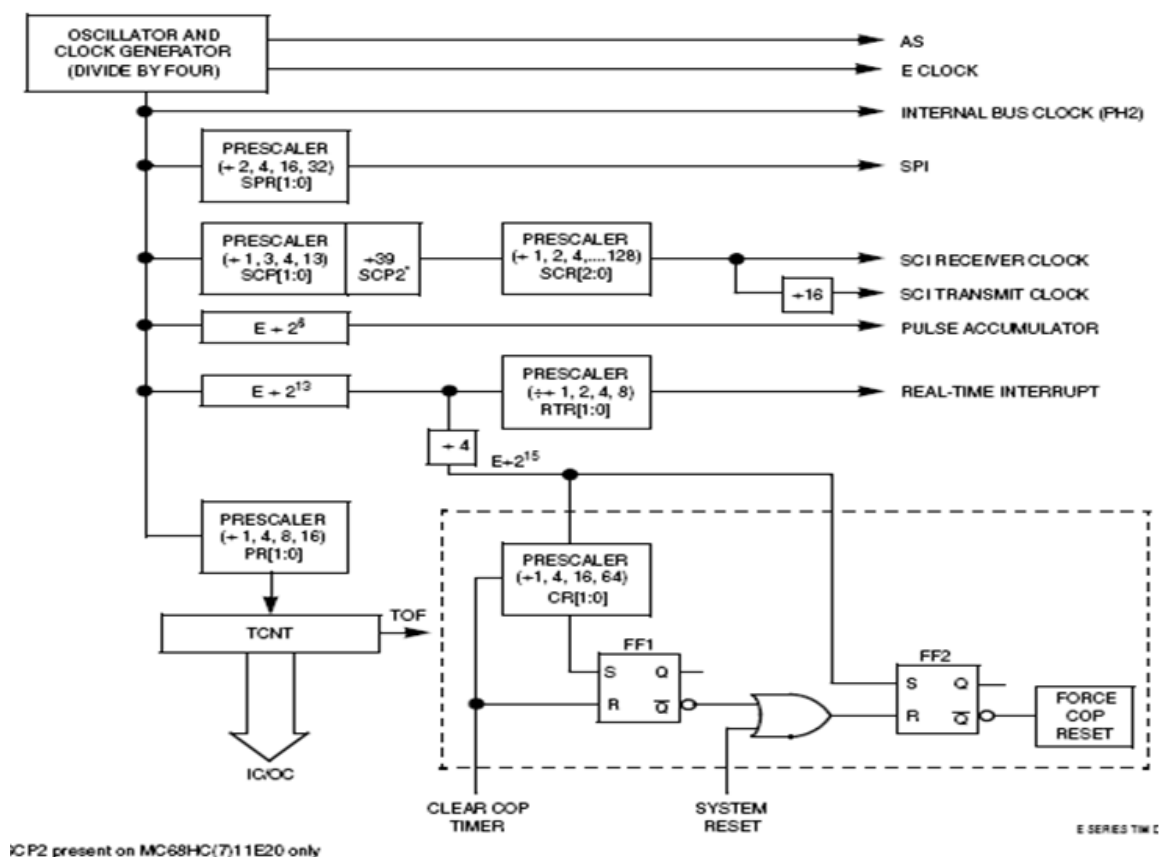 OSCILLATOR AND
CLOCK GENERATOR
(DIVIDE BY FOUR)
AS
E CLOCK
INTERNAL BUS CLOCK (PH2)
PRESCALER
(÷ 2, 4, 16, 32)
SPR[1:0]
SPI
PRESCALER
(÷ 1, 3, 4, 13)
SCP[1:0]
÷39
SCP2*
PRESCALER
(÷ 1, 2, 4,....128)
SCR[2:0]
SCI RECEIVER CLOCK
÷16
SCI TRANSMIT CLOCK
E ÷ 2⁶
PULSE ACCUMULATOR
E ÷ 2¹³
PRESCALER
(÷÷ 1, 2, 4, 8)
RTR[1:0]
REAL-TIME INTERRUPT
÷ 4
E÷2¹⁵
PRESCALER
(÷ 1, 4, 8, 16)
PR[1:0]
PRESCALER
(÷1, 4, 16, 64)
CR[1:0]
TCNT
TOF
FF1
S Q
R Q̅
FF2
S Q
R Q̅
FORCE
COP
RESET
IC/OC
CLEAR COP
TIMER
SYSTEM
RESET
E SERIES TIM D
CP2 present on MC68HC(7)11E20 only